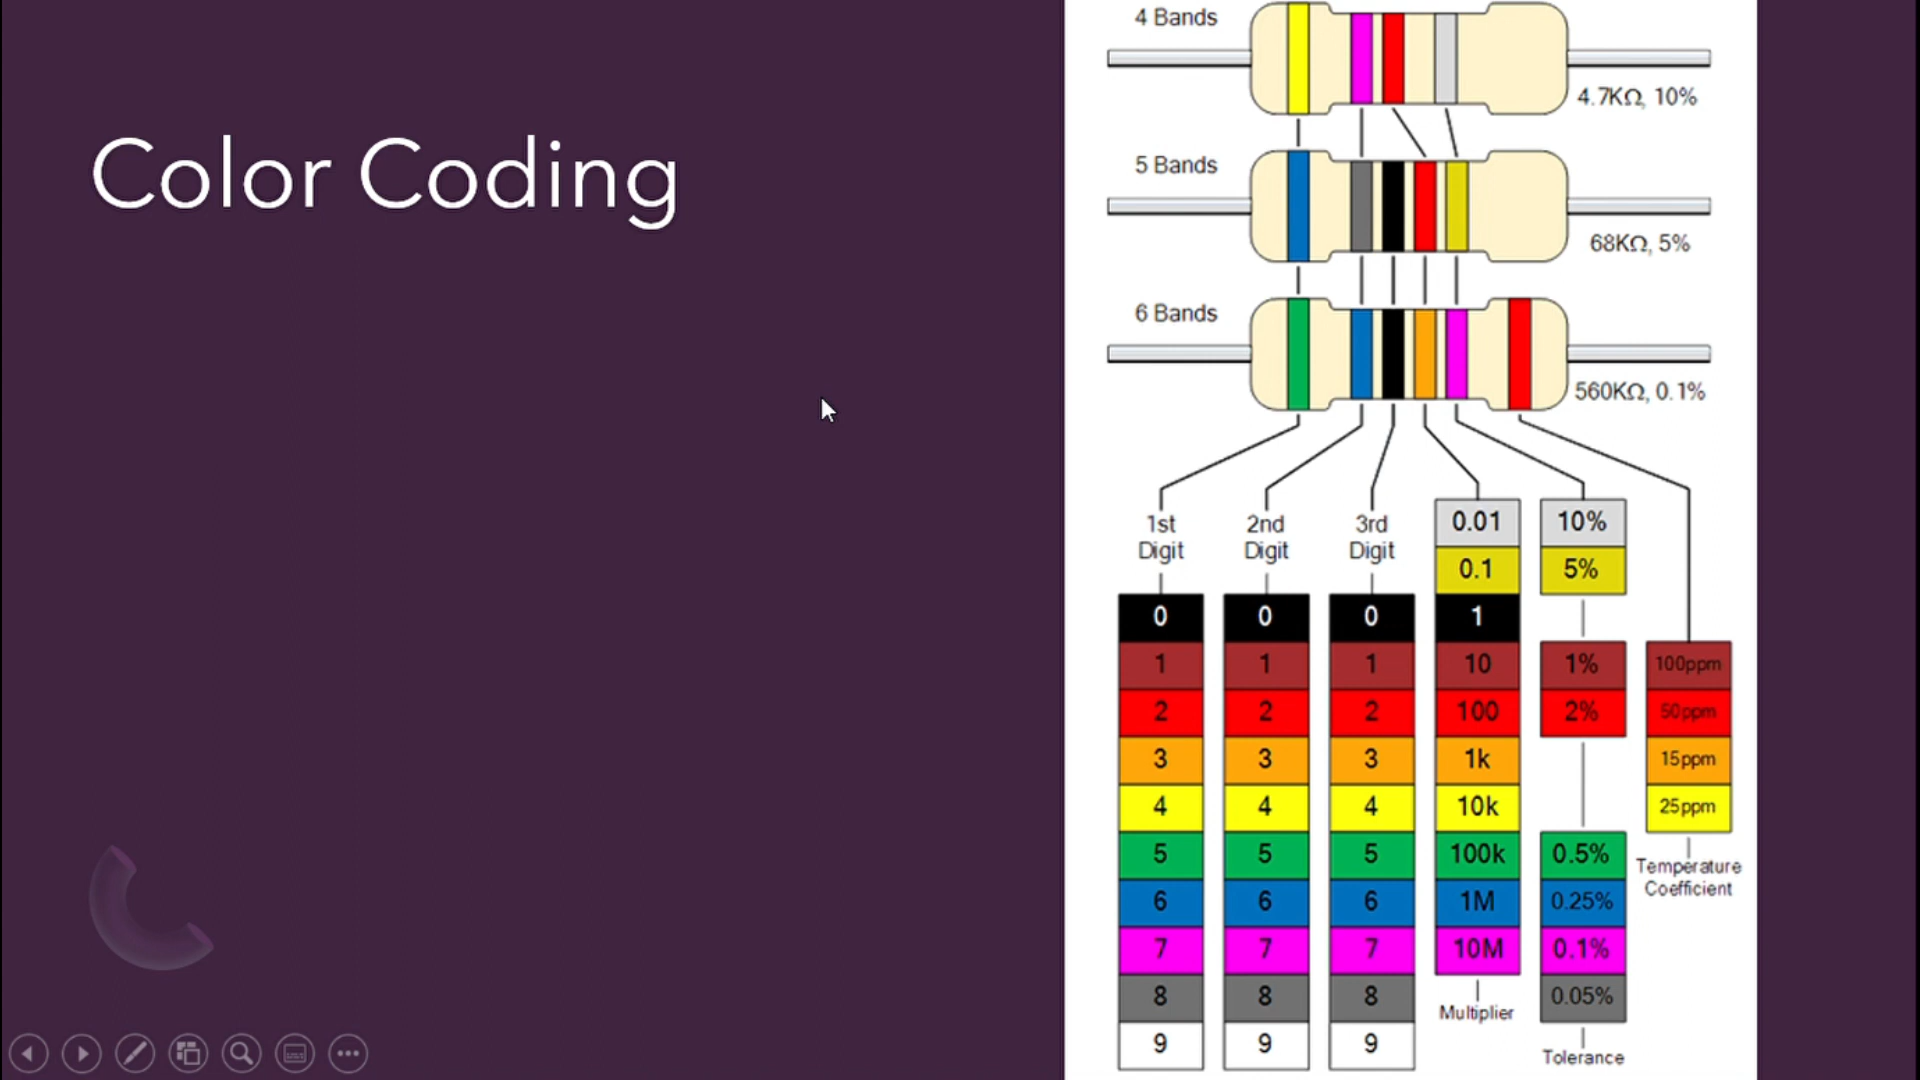 Color Coding
4 Bands
4.7KΩ, 10%
5 Bands
68KΩ, 5%
6 Bands
560KΩ, 0.1%
1st Digit
2nd Digit
3rd Digit
0.01 10%
0.1 5%
0 0 0 1
1 1 1 10 1% 100ppm
2 2 2 100 2% 50ppm
3 3 3 1k 15ppm
4 4 4 10k 25ppm
5 5 5 100k 0.5%
Temperature
Coefficient
6 6 6 1M 0.25%
7 7 7 10M 0.1%
8 8 8 0.05%
Multiplier
9 9 9
Tolerance